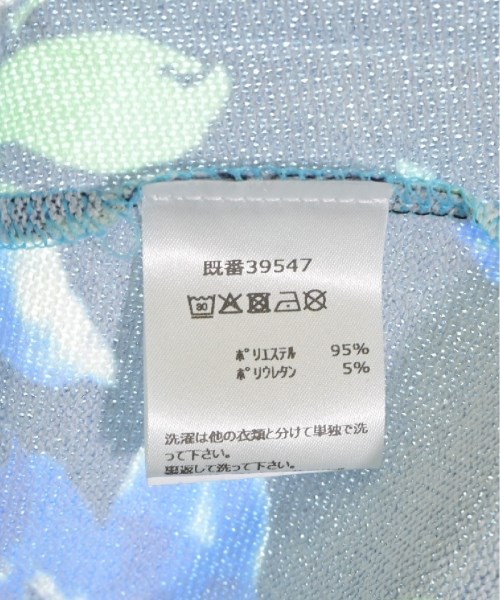 既番39547
30
ポリエステル 95%
ポリウレタン 5%
洗濯は他の衣類と分けて単独で洗
って下さい。
裏返して洗って下さい。